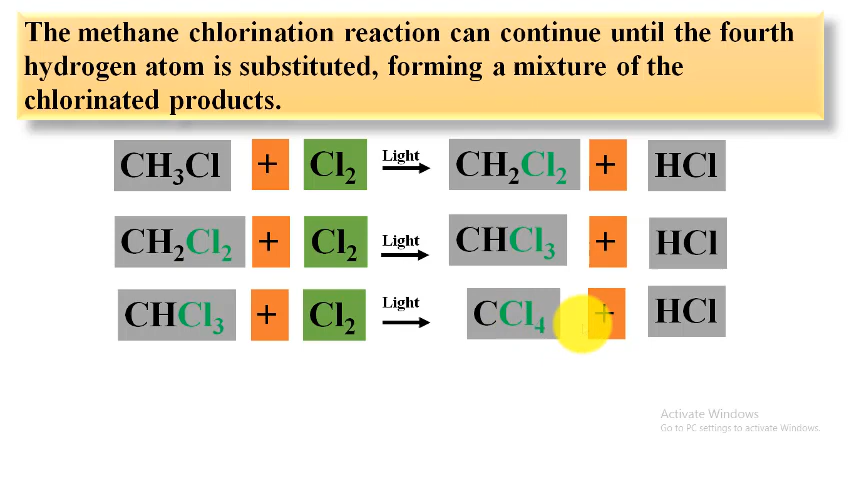 The methane chlorination reaction can continue until the fourth
hydrogen atom is substituted, forming a mixture of the
chlorinated products.
CH₃Cl + Cl₂ Light → CH₂Cl₂ + HCl
CH₂Cl₂ + Cl₂ Light → CHCl₃ + HCl
CHCl₃ + Cl₂ Light → CCl₄ + HCl
Activate Windows
Go to PC settings to activate Windows.